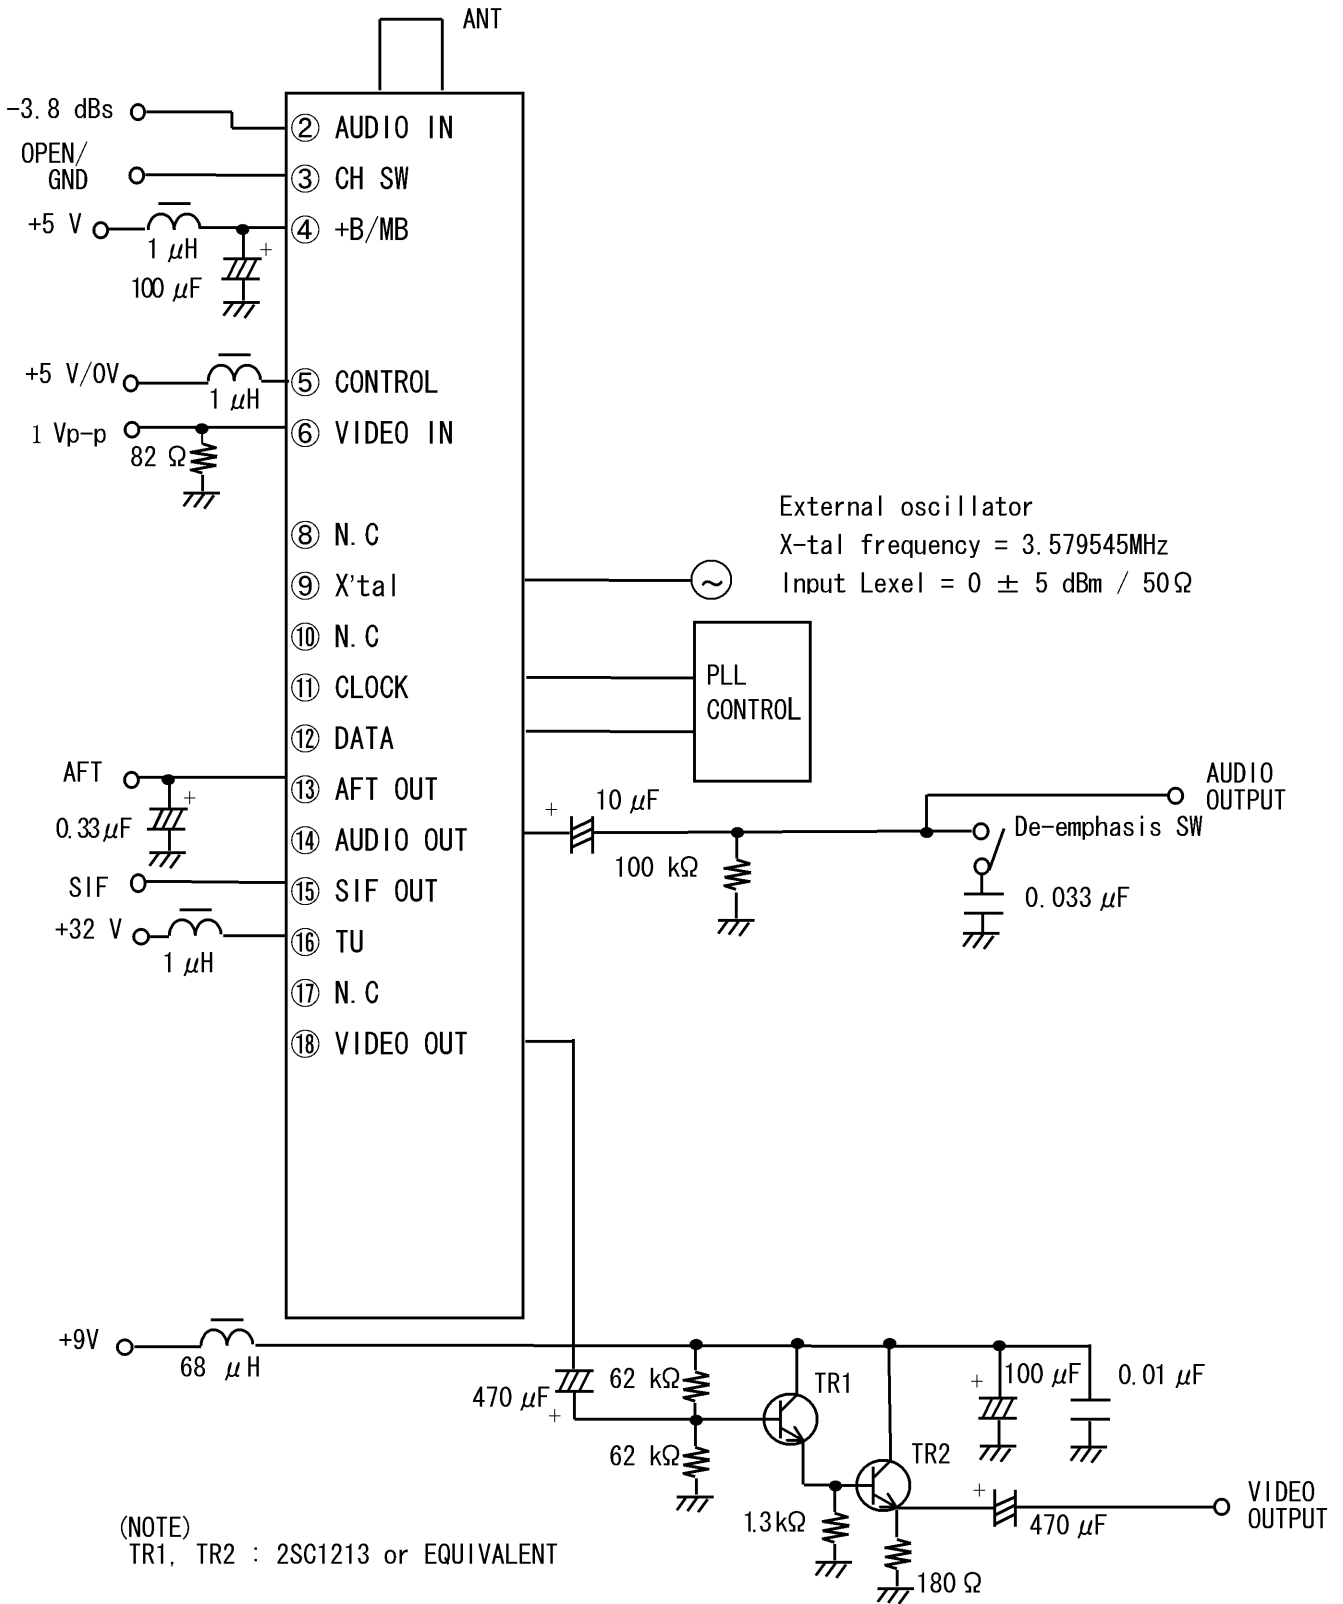 ANT
-3.8 dBs
② AUDIO IN
OPEN/
GND
③ CH SW
+5 V
1 μH
+
100 μF
④ +B/MB
+5 V/0V
1 μH
⑤ CONTROL
1 Vp-p
82 Ω
⑥ VIDEO IN
⑧ N.C
⑨ X'tal
External oscillator
X-tal frequency = 3.579545MHz
Input Lexel = 0 ± 5 dBm / 50Ω
⑩ N.C
⑪ CLOCK
PLL
CONTROL
⑫ DATA
AFT
+
0.33μF
⑬ AFT OUT
⑭ AUDIO OUT
+
10 μF
100 kΩ
AUDIO
OUTPUT
De-emphasis SW
0.033 μF
SIF
⑮ SIF OUT
+32 V
1 μH
⑯ TU
⑰ N.C
⑱ VIDEO OUT
+9V
68 μH
470 μF
+
62 kΩ
62 kΩ
TR1
TR2
+
100 μF
0.01 μF
1.3kΩ
180 Ω
+
470 μF
VIDEO
OUTPUT
(NOTE)
TR1, TR2 : 2SC1213 or EQUIVALENT